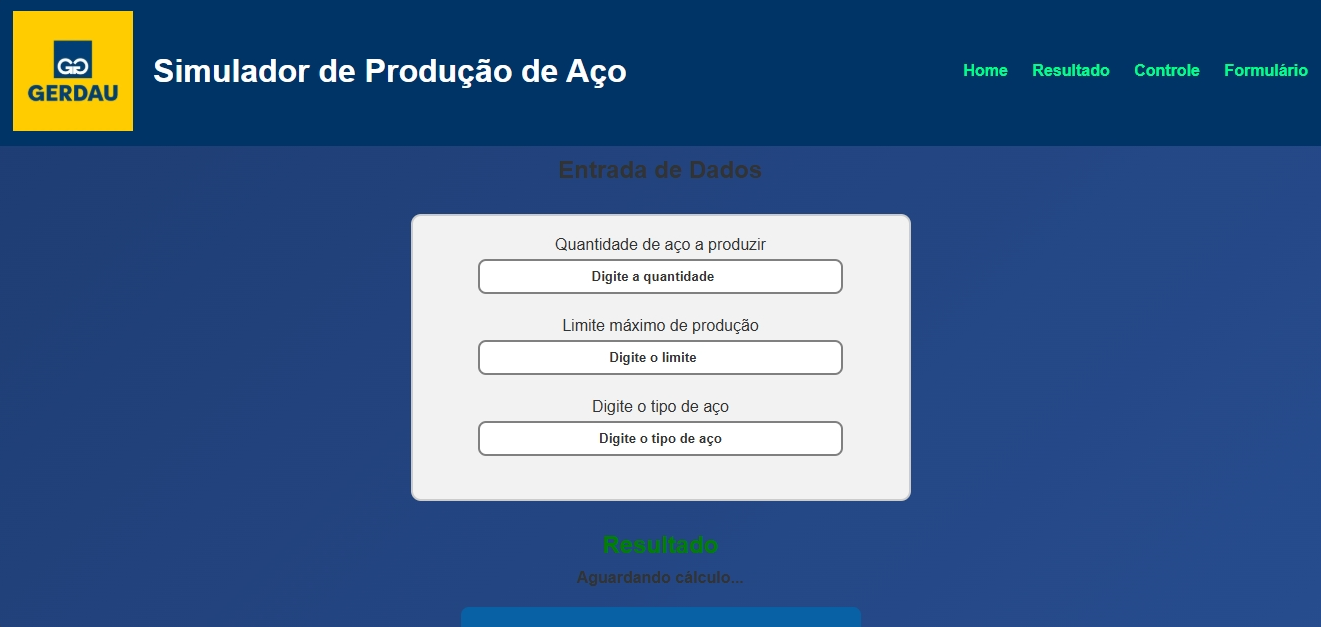 GERDAU
Simulador de Produção de Aço
Home Resultado Controle Formulário
Entrada de Dados
Quantidade de aço a produzir
Digite a quantidade
Limite máximo de produção
Digite o limite
Digite o tipo de aço
Digite o tipo de aço
Resultado
Aguardando cálculo...